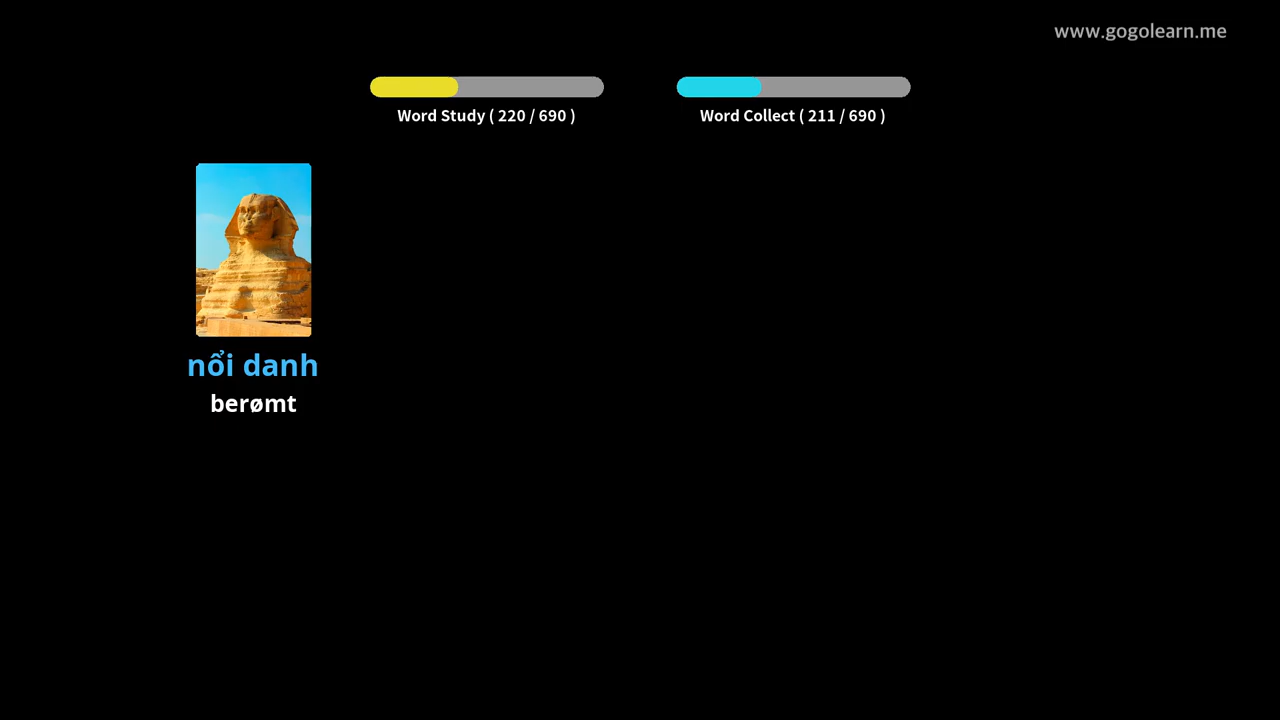 www.gogolearn.me
Word Study ( 220 / 690 )
Word Collect ( 211 / 690 )
nổi danh
berømt